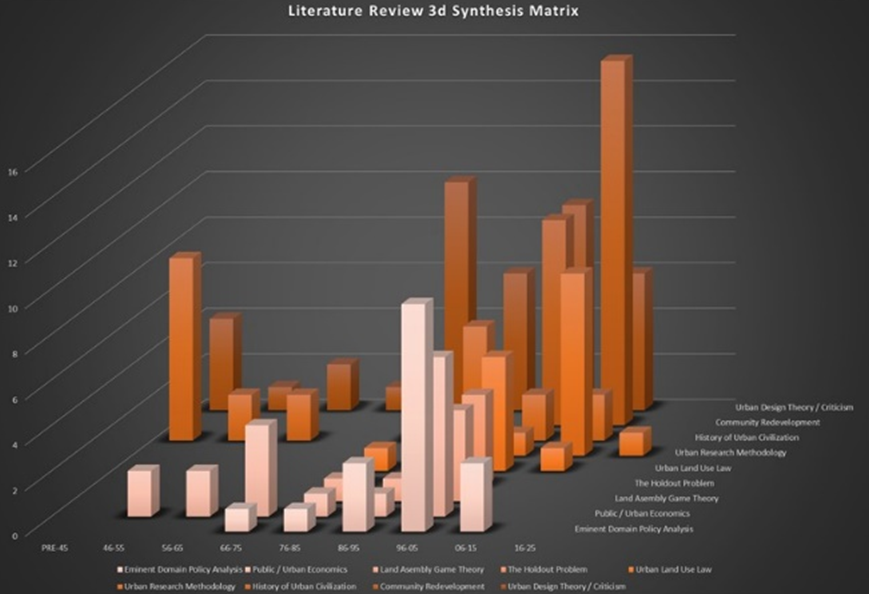 Literature Review 3d Synthesis Matrix
16
14
12
10
8
6
4
2
0
Urban Design Theory / Criticism
Community Redevelopment
History of Urban Civilization
Urban Research Methodology
Urban Land Use Law
The Holdout Problem
Land Asembly Game Theory
Public / Urban Economics
Eminent Domain Policy Analysis
PRE-45 46-55 56-65 66-75 76-85 86-95 96-05 06-15 16-25
Eminent Domain Policy Analysis Public / Urban Economics Land Asembly Game Theory The Holdout Problem Urban Land Use Law
Urban Research Methodology History of Urban Civilization Community Redevelopment Urban Design Theory / Criticism